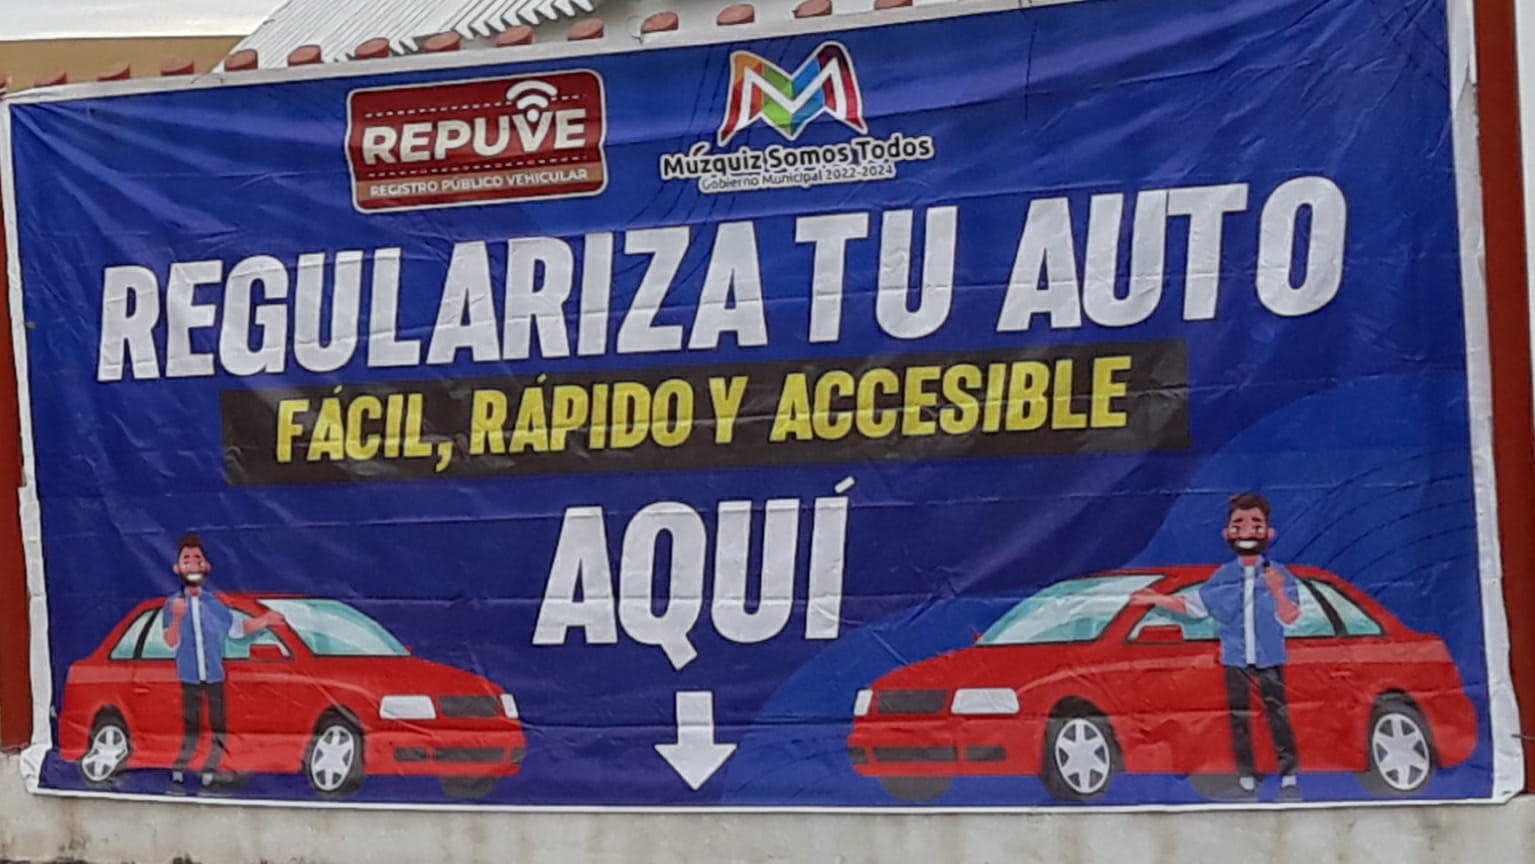 REPUVE
REGISTRO PÚBLICO VEHICULAR
Múzquiz Somos Todos
Gobierno Municipal 2022-2024
REGULARIZA TU AUTO
FÁCIL, RÁPIDO Y ACCESIBLE
AQUÍ